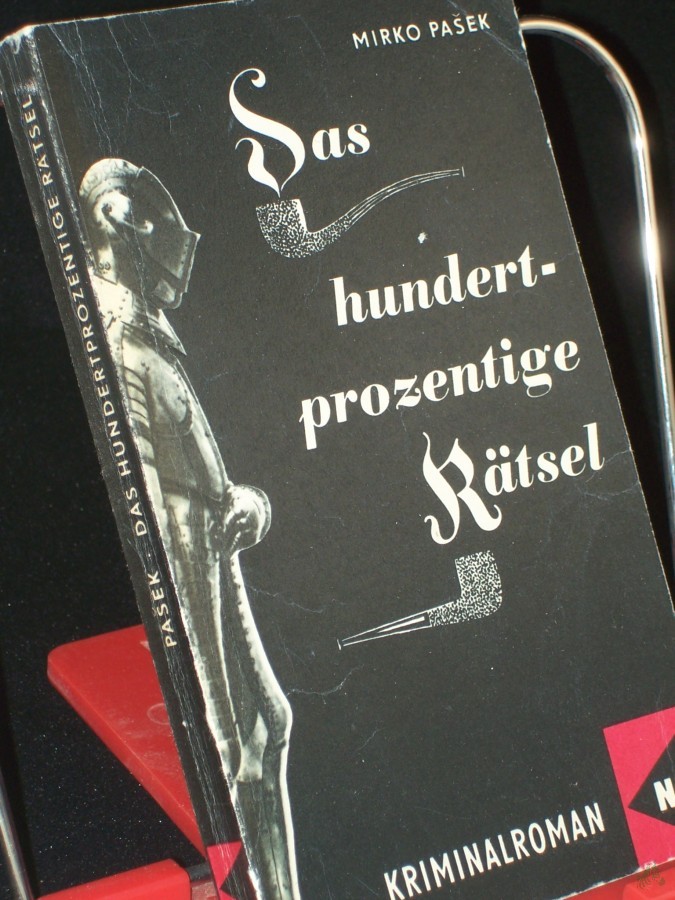 MIRKO PAŠEK
Das
hundert-
prozentige
Rätsel
KRIMINALROMAN
N
PAŠEK · DAS HUNDERTPROZENTIGE RÄTSEL